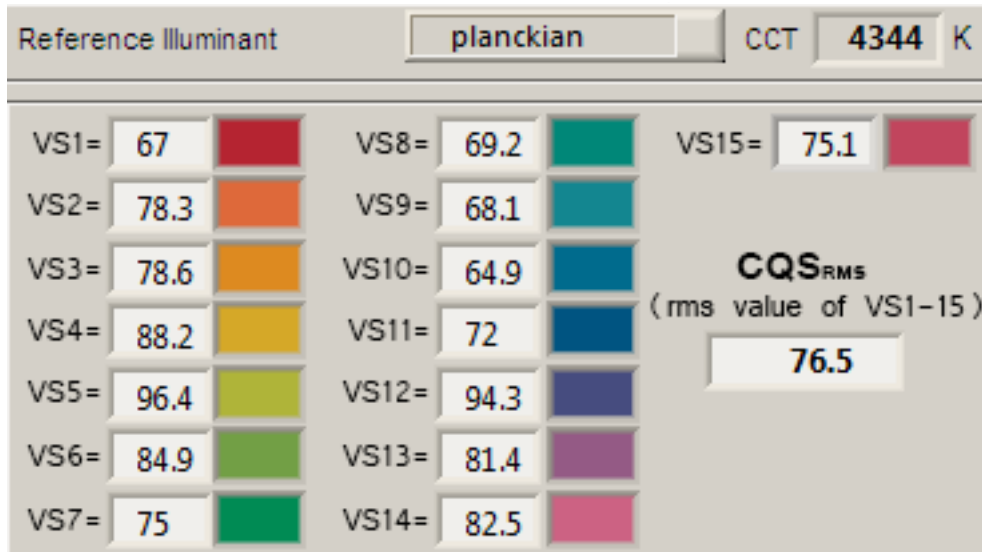 Reference Illuminant planckian CCT 4344 K
VS1= 67 VS8= 69.2 VS15= 75.1
VS2= 78.3 VS9= 68.1
VS3= 78.6 VS10= 64.9 CQSRMS
(rms value of VS1-15)
VS4= 88.2 VS11= 72
76.5
VS5= 96.4 VS12= 94.3
VS6= 84.9 VS13= 81.4
VS7= 75 VS14= 82.5